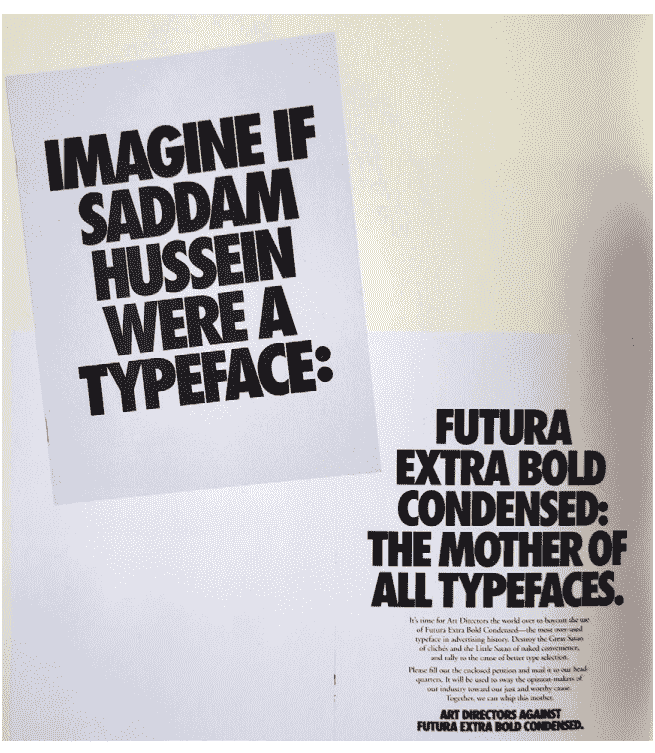 IMAGINE IF
SADDAM
HUSSEIN
WERE A
TYPEFACE:
FUTURA
EXTRA BOLD
CONDENSED:
THE MOTHER OF
ALL TYPEFACES.
It's time for Art Directors the world over to boycott the use
of Futura Extra Bold Condensed—the most over-used
typeface in advertising history. Destroy the Great Satan
of clichés and the Little Satan of naked convenience,
and rally to the cause of better type selection.
Please fill out the enclosed petition and mail it to our head-
quarters. It will be used to sway the opinion-makers of
our industry toward our just and worthy cause.
Together, we can whip this mother.
ART DIRECTORS AGAINST
FUTURA EXTRA BOLD CONDENSED.